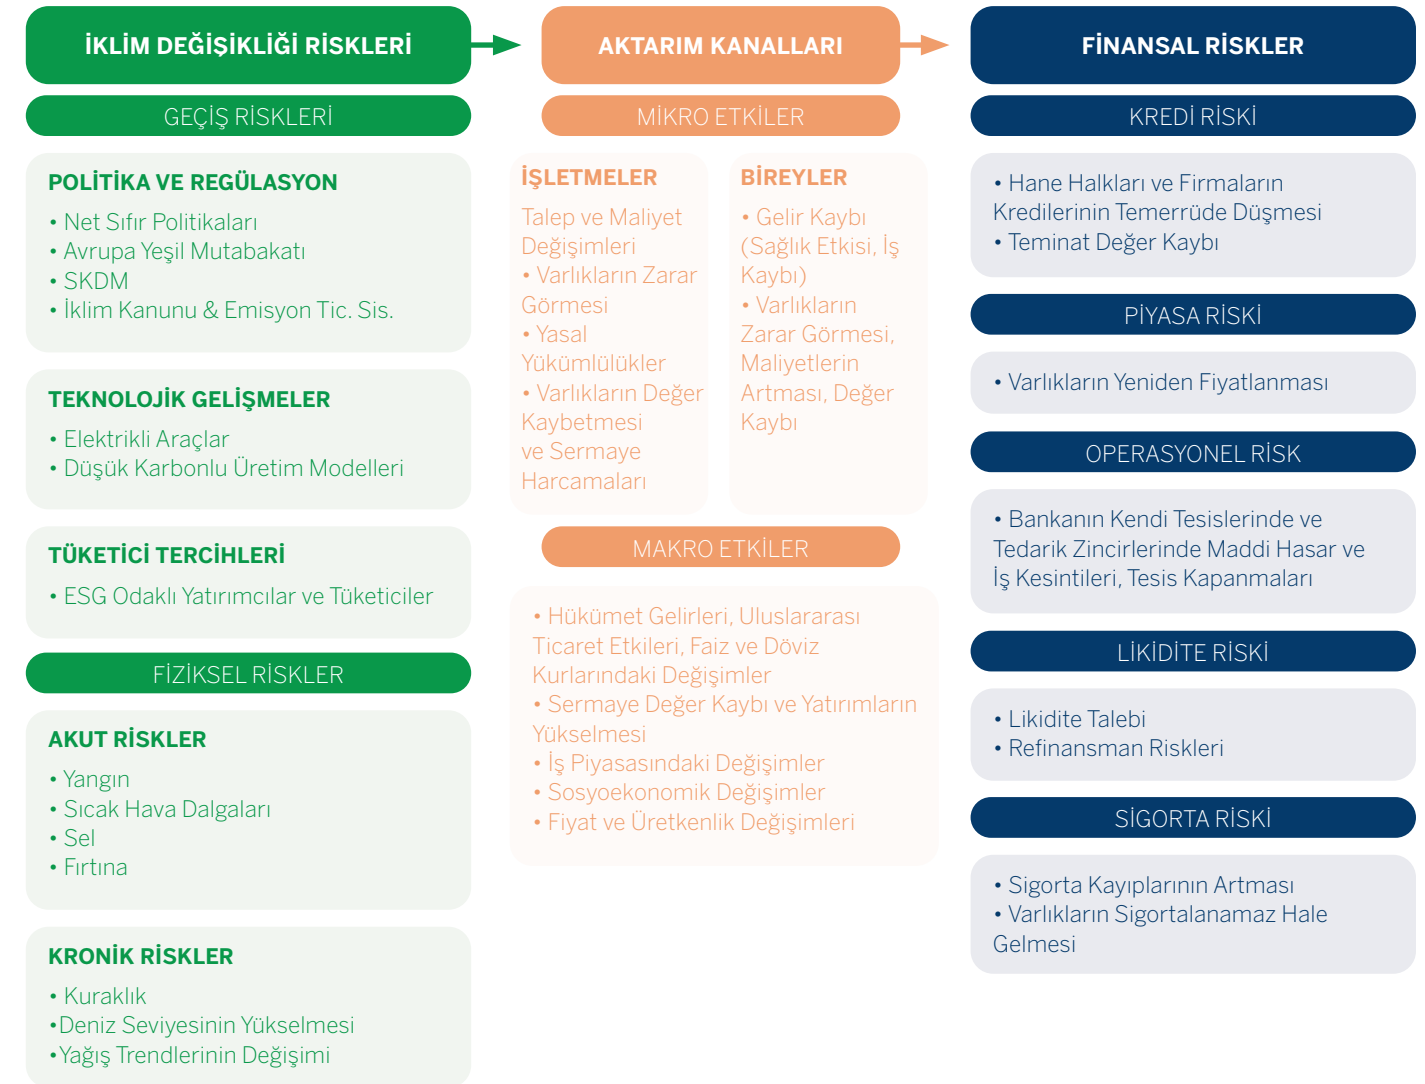 İKLİM DEĞİŞİKLİĞİ RİSKLERİ
GEÇİŞ RİSKLERİ
POLİTİKA VE REGÜLASYON
• Net Sıfır Politikaları
• Avrupa Yeşil Mutabakatı
• SKDM
• İklim Kanunu & Emisyon Tic. Sis.
TEKNOLOJİK GELİŞMELER
• Elektrikli Araçlar
• Düşük Karbonlu Üretim Modelleri
TÜKETİCİ TERCİHLERİ
• ESG Odaklı Yatırımcılar ve Tüketiciler
FİZİKSEL RİSKLER
AKUT RİSKLER
• Yangın
• Sıcak Hava Dalgaları
• Sel
• Fırtına
KRONİK RİSKLER
• Kuraklık
•Deniz Seviyesinin Yükselmesi
•Yağış Trendlerinin Değişimi
AKTARIM KANALLARI
MİKRO ETKİLER
İŞLETMELER
Talep ve Maliyet
Değişimleri
• Varlıkların Zarar
Görmesi
• Yasal
Yükümlülükler
• Varlıkların Değer
Kaybetmesi
ve Sermaye
Harcamaları
BİREYLER
• Gelir Kaybı
(Sağlık Etkisi, İş
Kaybı)
• Varlıkların
Zarar Görmesi,
Maliyetlerin
Artması, Değer
Kaybı
MAKRO ETKİLER
• Hükümet Gelirleri, Uluslararası
Ticaret Etkileri, Faiz ve Döviz
Kurlarındaki Değişimler
• Sermaye Değer Kaybı ve Yatırımların
Yükselmesi
• İş Piyasasındaki Değişimler
• Sosyoekonomik Değişimler
• Fiyat ve Üretkenlik Değişimleri
FİNANSAL RİSKLER
KREDİ RİSKİ
• Hane Halkları ve Firmaların
Kredilerinin Temerrüde Düşmesi
• Teminat Değer Kaybı
PİYASA RİSKİ
• Varlıkların Yeniden Fiyatlanması
OPERASYONEL RİSK
• Bankanın Kendi Tesislerinde ve
Tedarik Zincirlerinde Maddi Hasar ve
İş Kesintileri, Tesis Kapanmaları
LİKİDİTE RİSKİ
• Likidite Talebi
• Refinansman Riskleri
SİGORTA RİSKİ
• Sigorta Kayıplarının Artması
• Varlıkların Sigortalanamaz Hale
Gelmesi